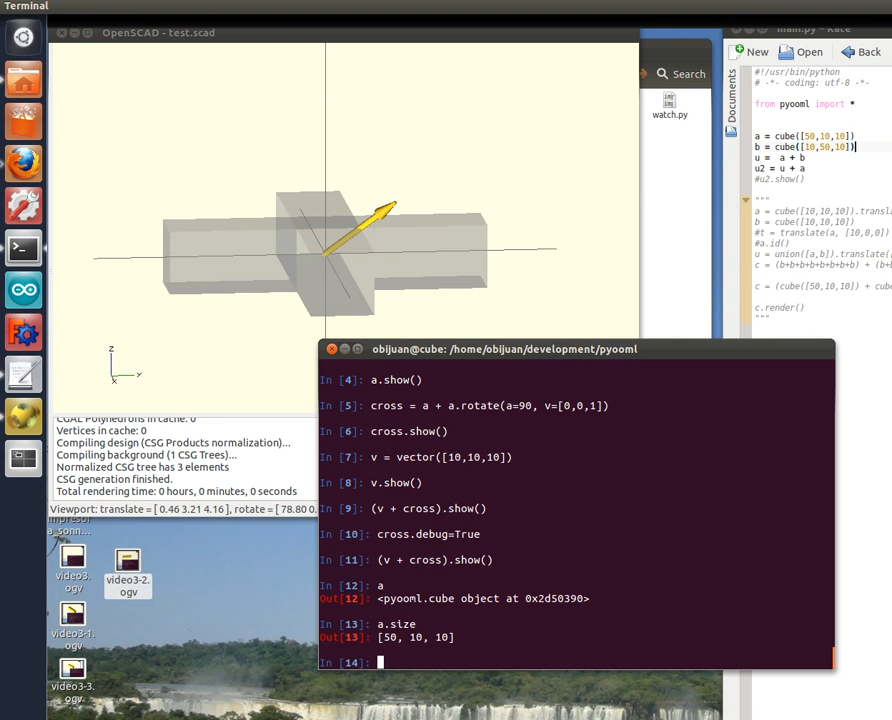 Terminal
OpenSCAD - test.scad
main.py – Kate
Search
New
Open
Back
Documents
watch.py
#!/usr/bin/python
# -*- coding: utf-8 -*-
from pyooml import *
a = cube([50,10,10])
b = cube([10,50,10])
u = a + b
u2 = u + a
#u2.show()
"""
a = cube([10,10,10]).transl
b = cube([10,10,10])
#t = translate(a, [10,0,0])
#a.id()
u = union([a,b]).translate([
c = (b+b+b+b+b+b+b) + (b+
c = (cube([50,10,10] + cube
c.render()
"""
Z
Y
X
CGAL Polyhedrons in cache: 0
Vertices in cache: 0
Compiling design (CSG Products normalization)...
Compiling background (1 CSG Trees)...
Normalized CSG tree has 3 elements
CSG generation finished.
Total rendering time: 0 hours, 0 minutes, 0 seconds
Viewport: translate = [ 0.46 3.21 4.16 ], rotate = [ 78.80 0.
obijuan@cube: /home/obijuan/development/pyooml
In [4]: a.show()
In [5]: cross = a + a.rotate(a=90, v=[0,0,1])
In [6]: cross.show()
In [7]: v = vector([10,10,10])
In [8]: v.show()
In [9]: (v + cross).show()
In [10]: cross.debug=True
In [11]: (v + cross).show()
In [12]: a
Out[12]: <pyooml.cube object at 0x2d50390>
In [13]: a.size
Out[13]: [50, 10, 10]
In [14]:
impresor
a_sonn...
video3.
ogv
video3-2.
ogv
video3-1.
ogv
video3-3.
ogv